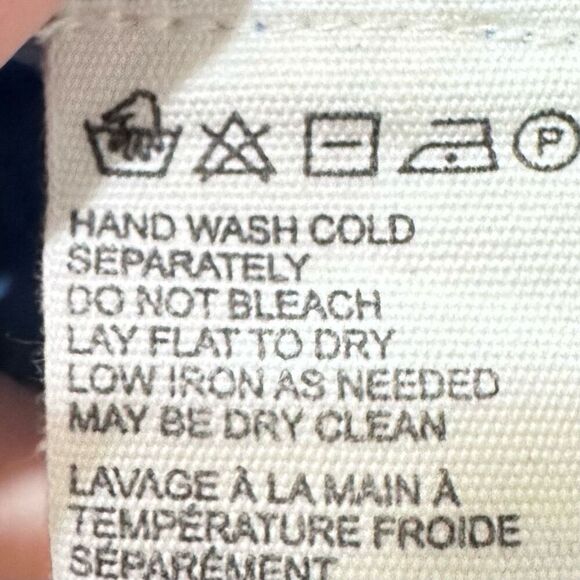 P
HAND WASH COLD
SEPARATELY
DO NOT BLEACH
LAY FLAT TO DRY
LOW IRON AS NEEDED
MAY BE DRY CLEAN
LAVAGE À LA MAIN À
TEMPÉRATURE FROIDE
SÉPARÉMENT